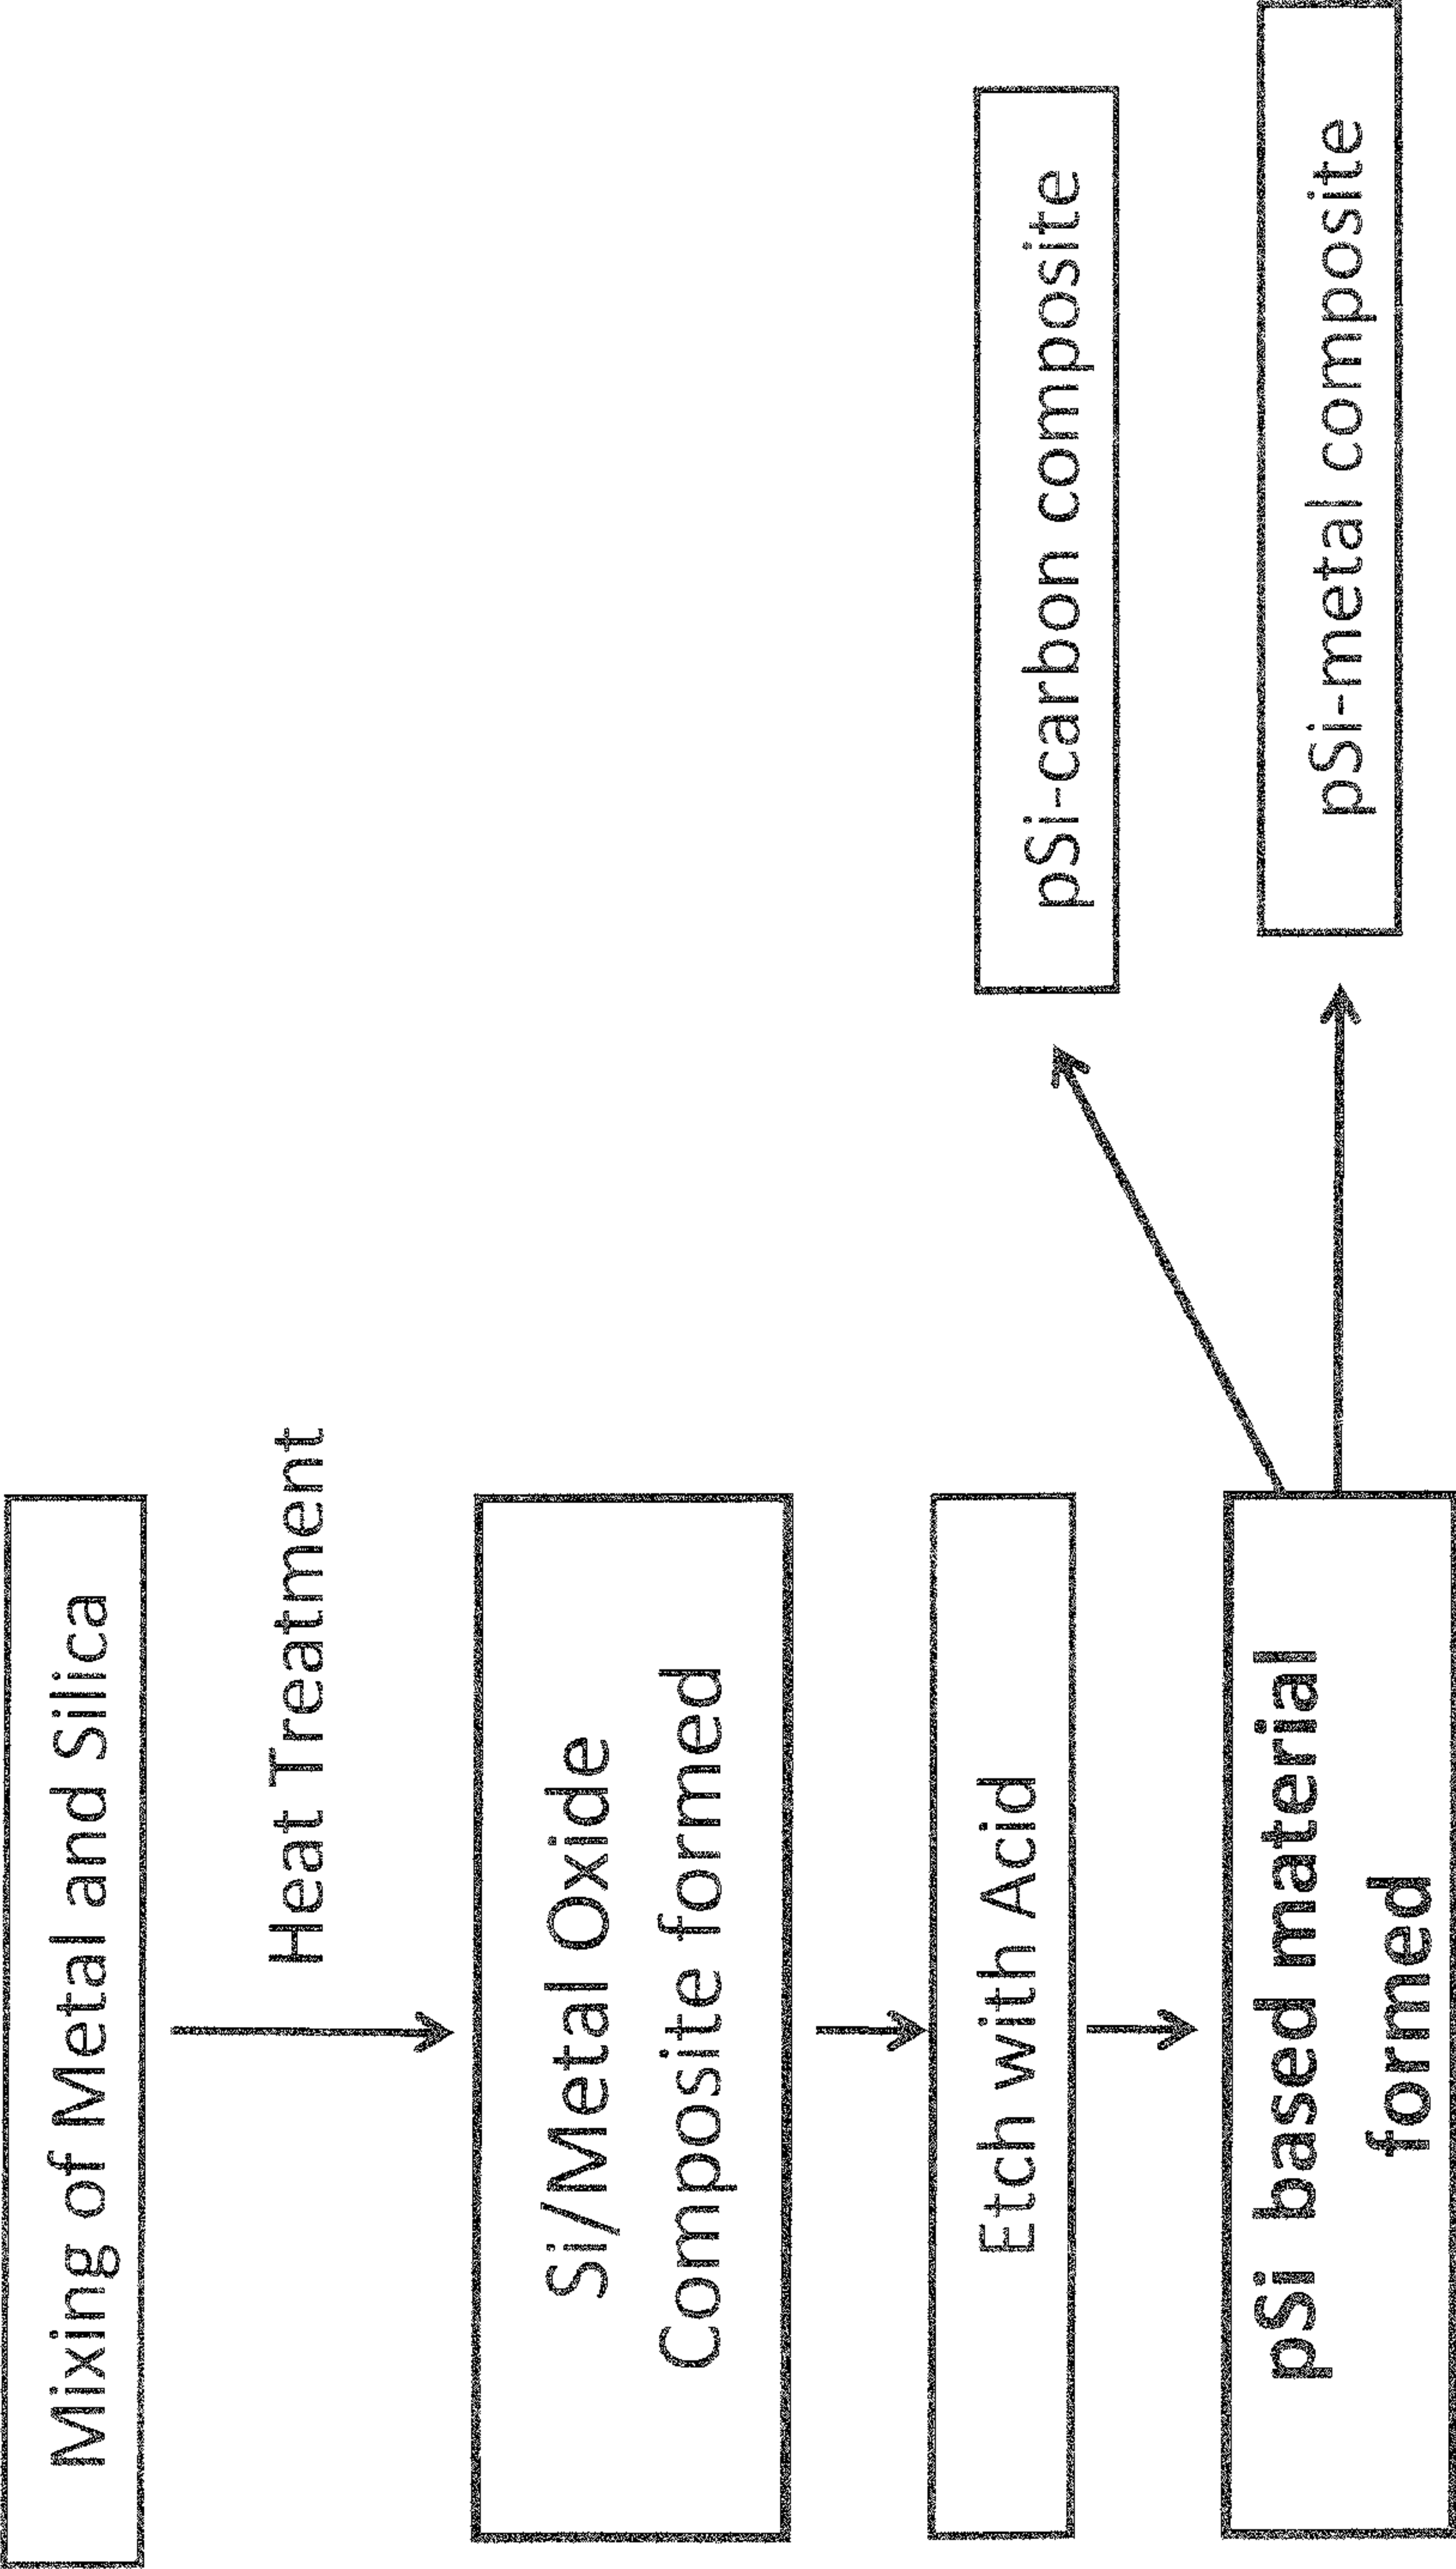 Mixing of Metal and Silica
Heat Treatment
Si/Metal Oxide
Composite formed
Etch with Acid
pSi based material
formed
pSi-carbon composite
pSi-metal composite